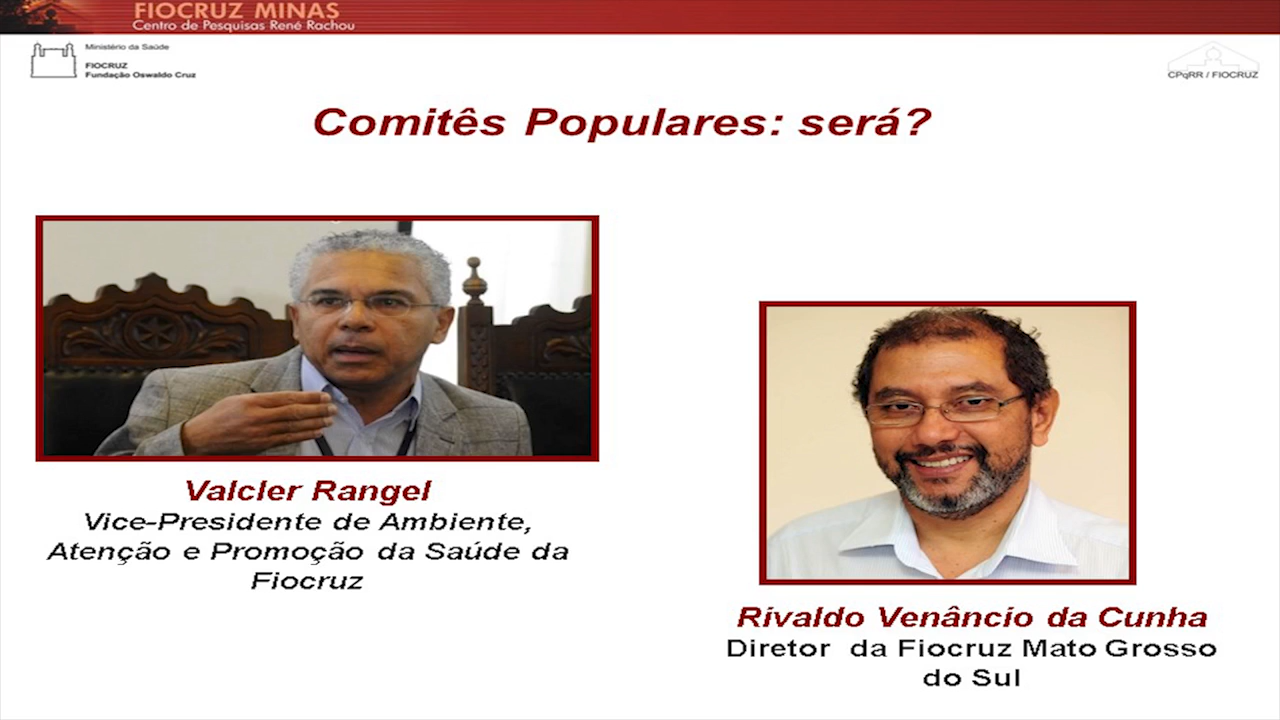 FIOCRUZ MINAS
Centro de Pesquisas René Rachou
Ministério da Saúde
FIOCRUZ
Fundação Oswaldo Cruz
CPqRR / FIOCRUZ
Comitês Populares: será?
Valcler Rangel
Vice-Presidente de Ambiente,
Atenção e Promoção da Saúde da
Fiocruz
Rivaldo Venâncio da Cunha
Diretor da Fiocruz Mato Grosso
do Sul